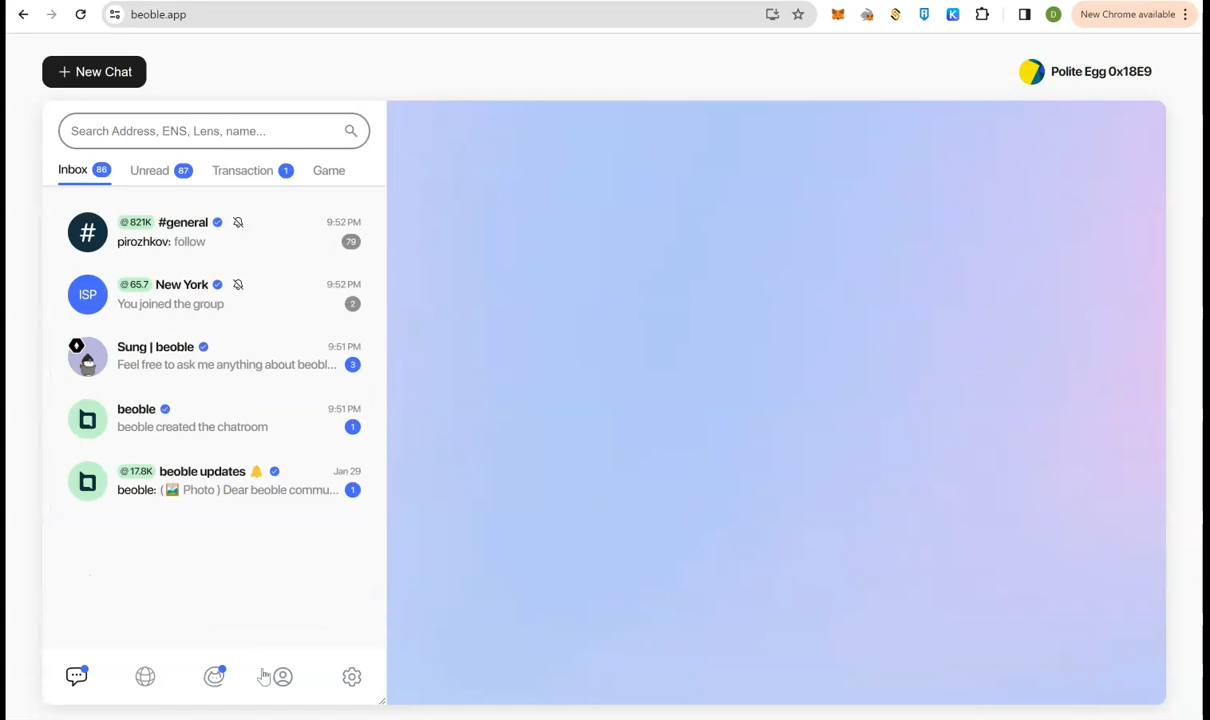 beoble.app
D
New Chrome available
+ New Chat
Polite Egg 0x18E9
Search Address, ENS, Lens, name...
Inbox 86 Unread 87 Transaction 1 Game
# @821K #general 9:52 PM
pirozhkov: follow 79
ISP @65.7 New York 9:52 PM
You joined the group 2
Sung | beoble 9:51 PM
Feel free to ask me anything about beobl... 3
beoble 9:51 PM
beoble created the chatroom 1
@17.8K beoble updates 🔔 Jan 29
beoble: ( 🖼️ Photo ) Dear beoble commu... 1